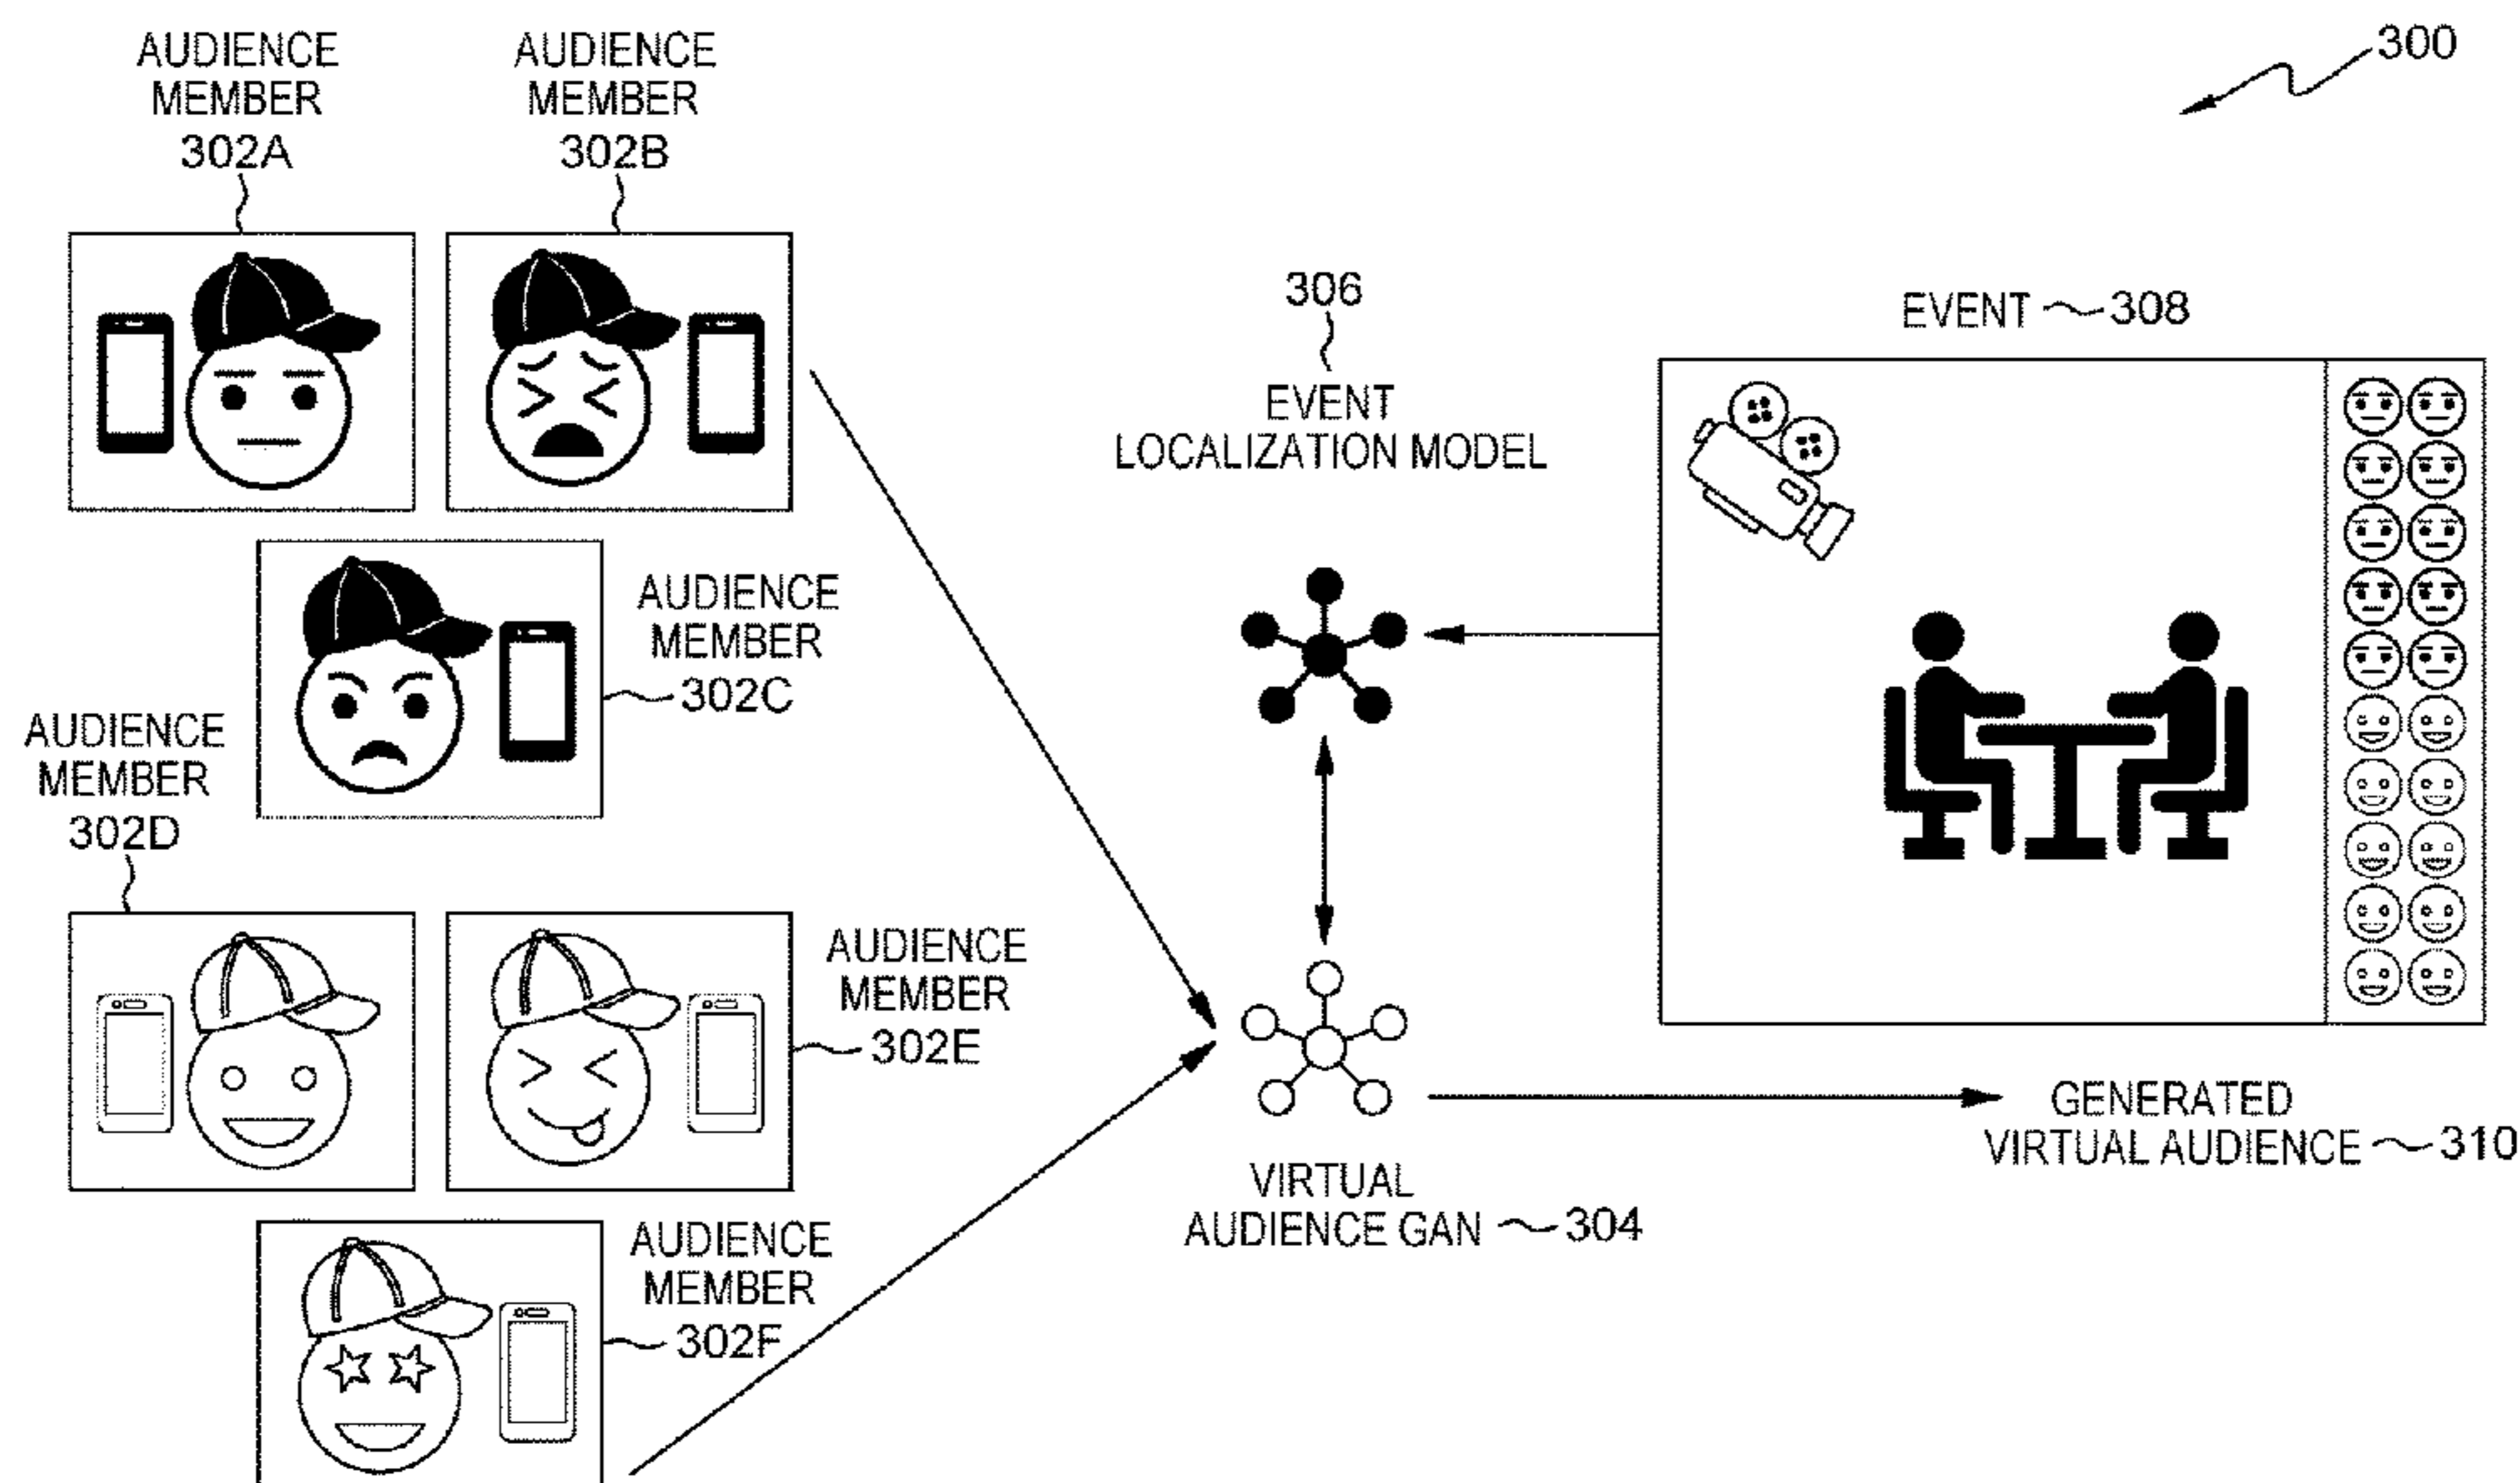 300
AUDIENCE
MEMBER
302A
AUDIENCE
MEMBER
302B
306
EVENT
LOCALIZATION MODEL
EVENT 308
AUDIENCE
MEMBER
302C
AUDIENCE
MEMBER
302D
AUDIENCE
MEMBER
302E
GENERATED
VIRTUAL AUDIENCE 310
VIRTUAL
AUDIENCE GAN 304
AUDIENCE
MEMBER
302F